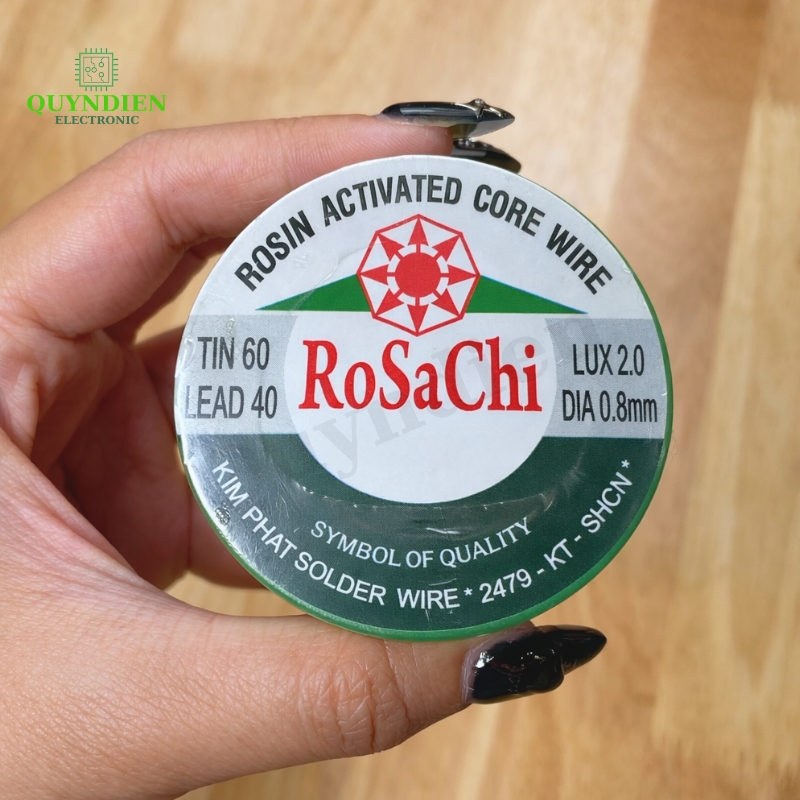 QUYNDIEN
ELECTRONIC
ROSIN ACTIVATED CORE WIRE
TIN 60
LEAD 40
RoSaChi
LUX 2.0
DIA 0.8mm
SYMBOL OF QUALITY
KIM PHAT SOLDER WIRE * 2479 - KT - SHCN *